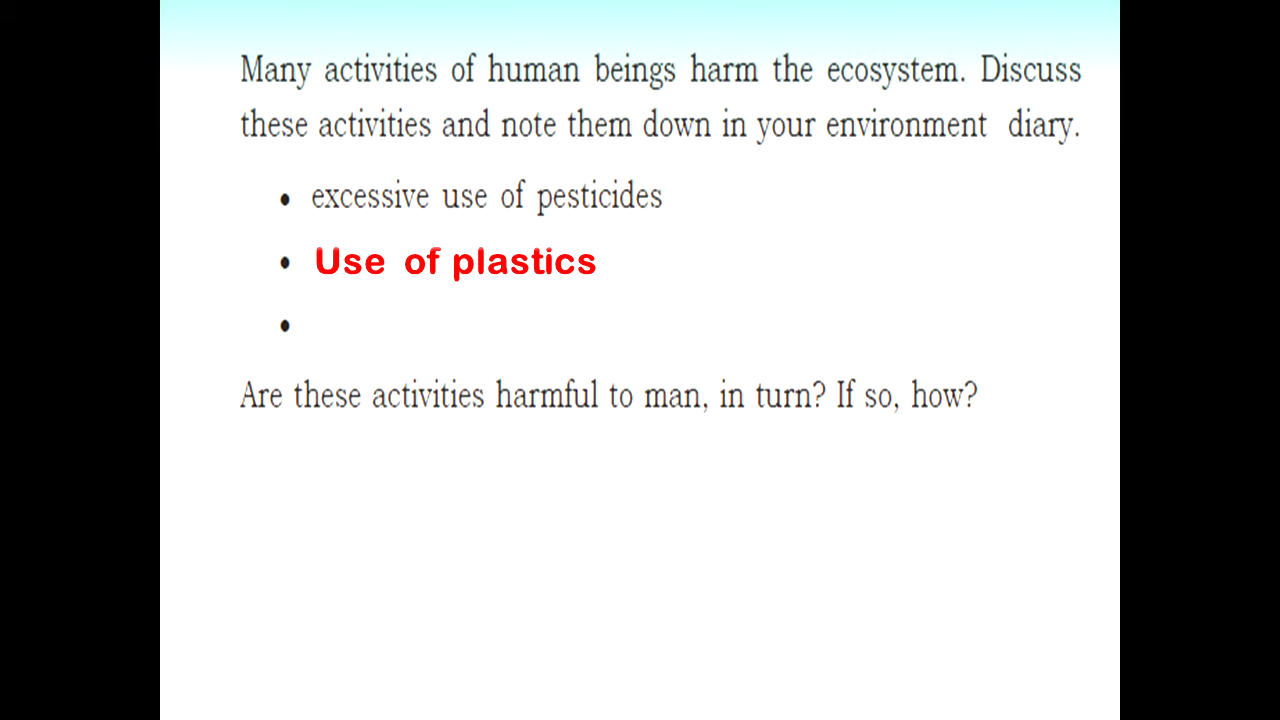 Many activities of human beings harm the ecosystem. Discuss
these activities and note them down in your environment diary.
• excessive use of pesticides
• Use of plastics
•
Are these activities harmful to man, in turn? If so, how?